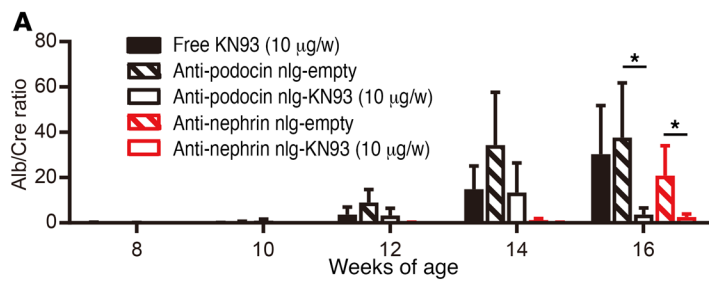 A
80
60
40
20
0
Alb/Cre ratio
Free KN93 (10 μg/w)
Anti-podocin nlg-empty
Anti-podocin nlg-KN93 (10 μg/w)
Anti-nephrin nlg-empty
Anti-nephrin nlg-KN93 (10 μg/w)
*
*
8 10 12 14 16
Weeks of age